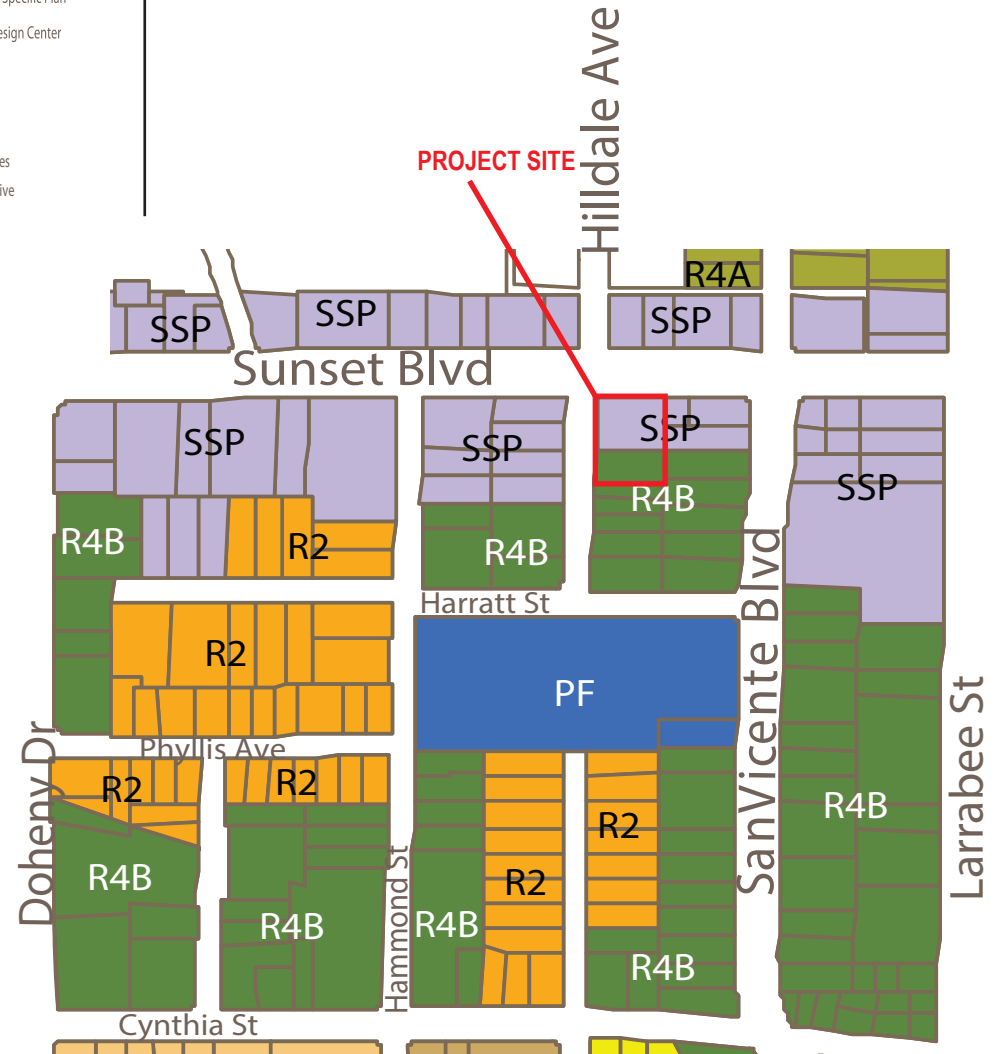 Specific Plan
esign Center
es
ive
Hilldale Ave
PROJECT SITE
R4A
SSP
SSP
SSP
Sunset Blvd
SSP
SSP
SSP
SSP
R4B
R4B
R2
R4B
Harratt St
R2
PF
SanVicente Blvd
Larrabee St
Phyllis Ave
Doheny Dr
R2
R2
R4B
R2
R4B
R2
R4B
R4B
R4B
Hammond St
Cynthia St